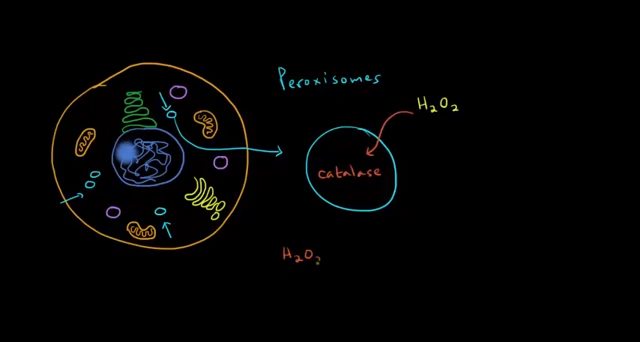 Peroxisomes
H₂O₂
catalase
H₂O₂